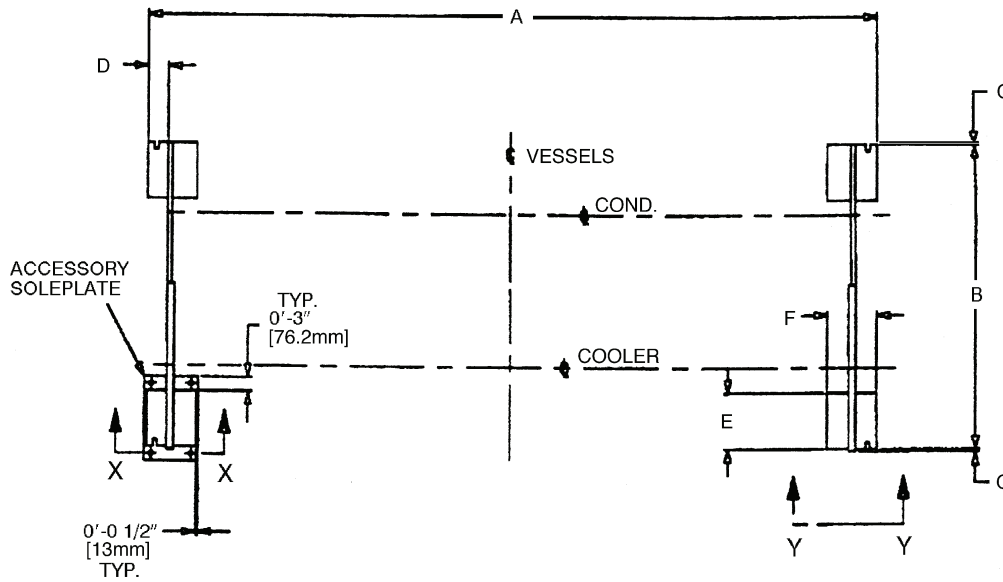 A
D
C
VESSELS
COND.
ACCESSORY
SOLEPLATE
TYP.
0'-3"
[76.2mm]
F
B
COOLER
E
X X
C
0'-0 1/2"
[13mm]
TYP.
Y Y